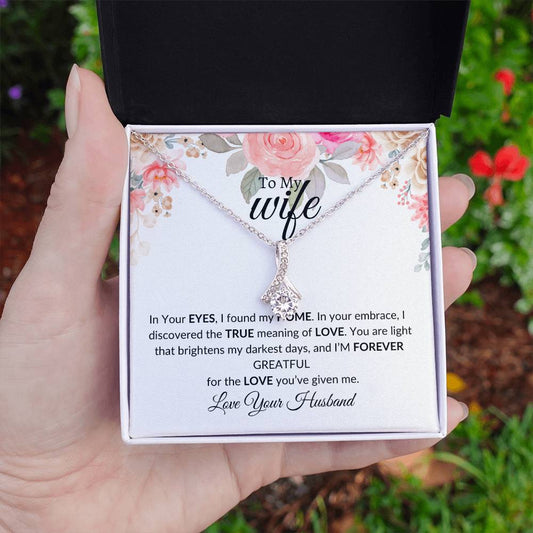 To My
wife
In Your EYES, I found my HOME. In your embrace, I
discovered the TRUE meaning of LOVE. You are light
that brightens my darkest days, and I'M FOREVER
GREATFUL
for the LOVE you've given me.
Love Your Husband